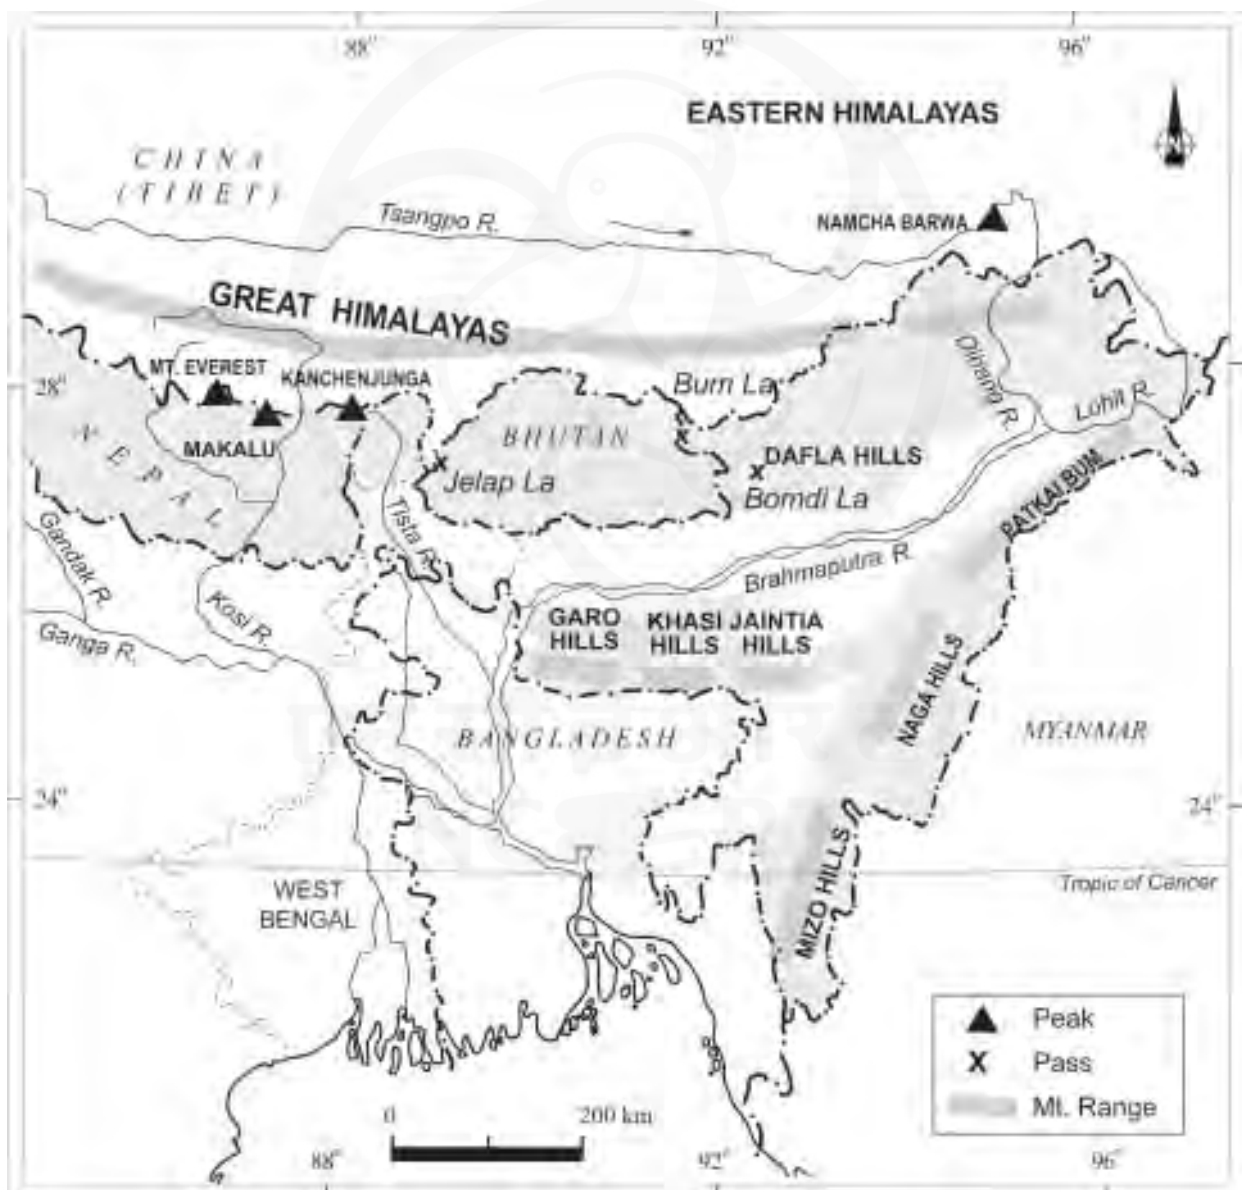 88°
92°
96°
EASTERN HIMALAYAS
N
CHINA
(TIBET)
Tsangpo R.
NAMCHA BARWA
GREAT HIMALAYAS
MT. EVEREST
KANCHENJUNGA
28°
Bum La
Dihang R.
Lohit R.
MAKALU
NEPAL
BHUTAN
DAFLA HILLS
Jelap La
Bomdi La
PATKAI BUM
Tista R.
Gandak R.
Brahmaputra R.
Kosi R.
Ganga R.
GARO
HILLS
KHASI
HILLS
JAINTIA
HILLS
NAGA HILLS
BANGLADESH
MYANMAR
24°
24°
MIZO HILLS
Tropic of Cancer
WEST
BENGAL
Peak
Pass
Mt. Range
0
200 km
88°
92°
96°